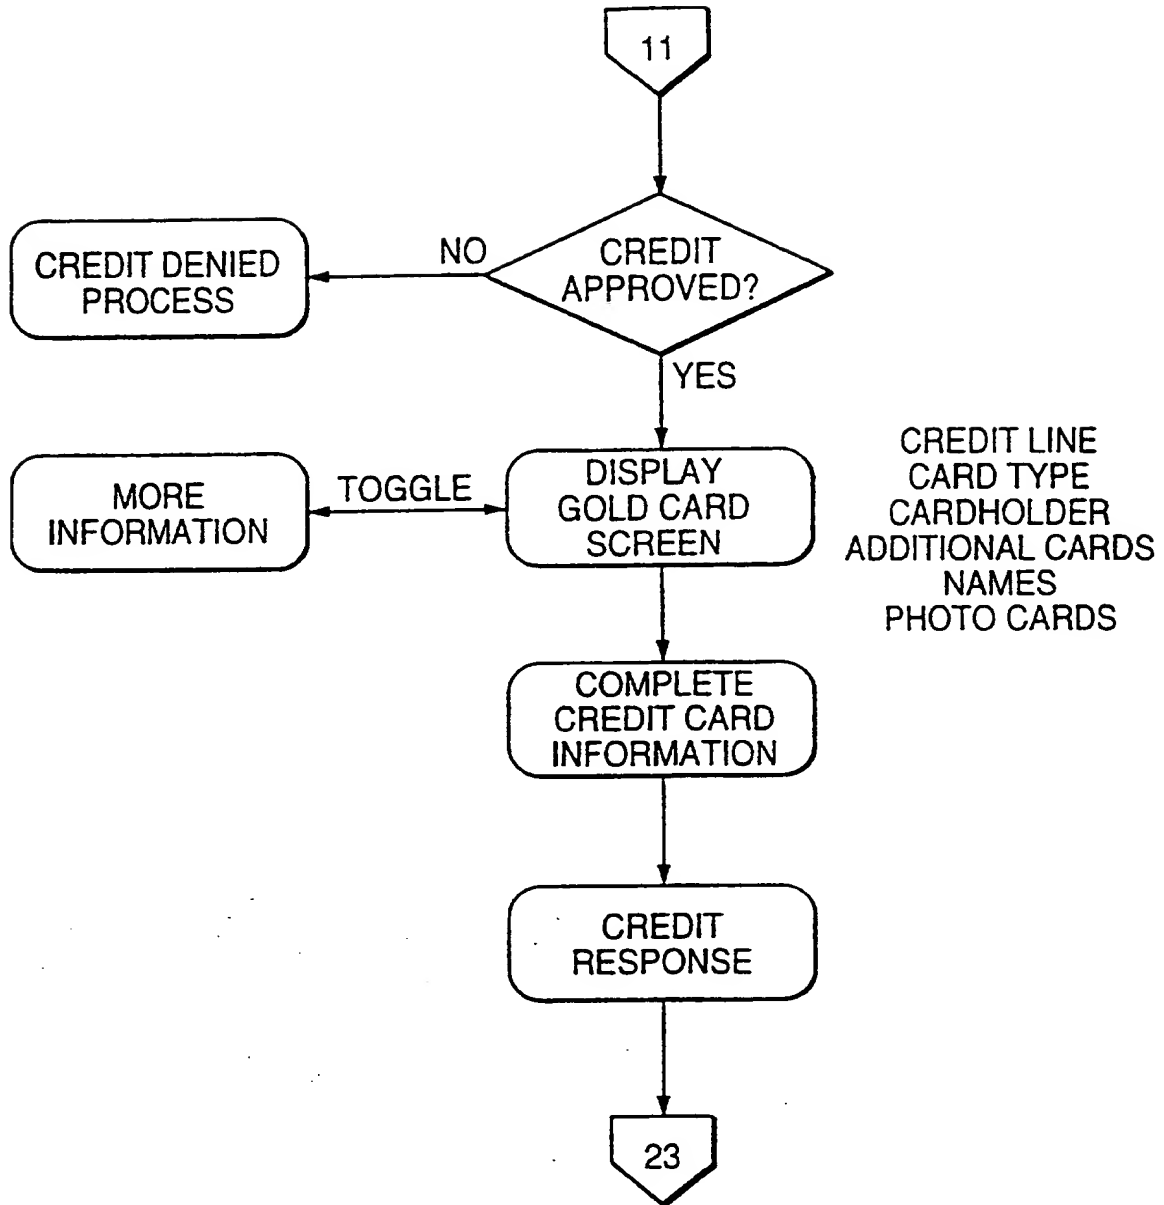 11
CREDIT
APPROVED?
NO
CREDIT DENIED
PROCESS
YES
DISPLAY
GOLD CARD
SCREEN
TOGGLE
MORE
INFORMATION
CREDIT LINE
CARD TYPE
CARDHOLDER
ADDITIONAL CARDS
NAMES
PHOTO CARDS
COMPLETE
CREDIT CARD
INFORMATION
CREDIT
RESPONSE
23